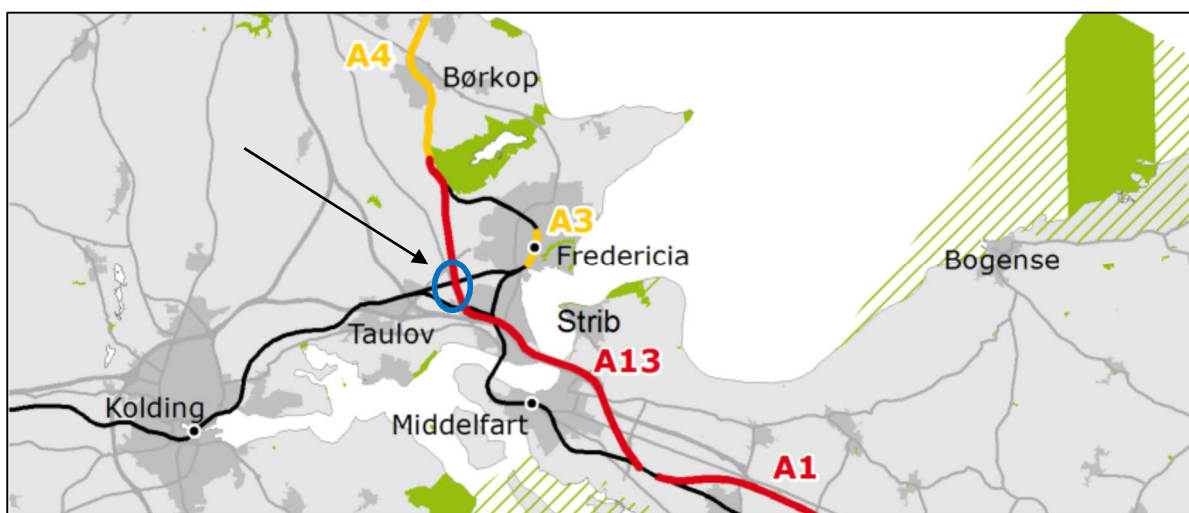 A4
Børkop
A3
Fredericia
Bogense
Strib
Taulov
A13
Kolding
Middelfart
A1